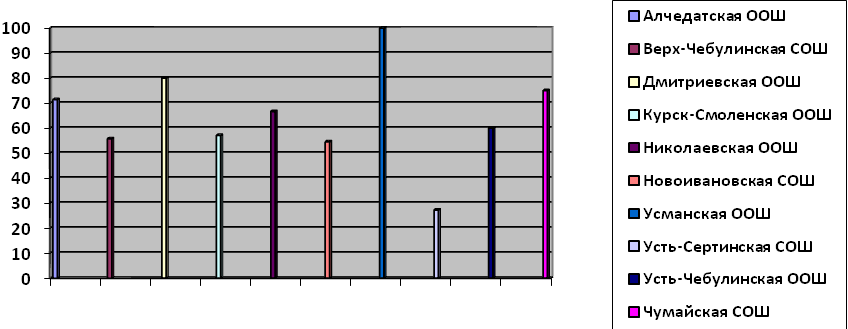 100
90
80
70
60
50
40
30
20
10
0
Алчедатская ООШ
Верх-Чебулинская СОШ
Дмитриевская ООШ
Курск-Смоленская ООШ
Николаевская ООШ
Новоивановская СОШ
Усманская ООШ
Усть-Сертинская СОШ
Усть-Чебулинская ООШ
Чумайская СОШ